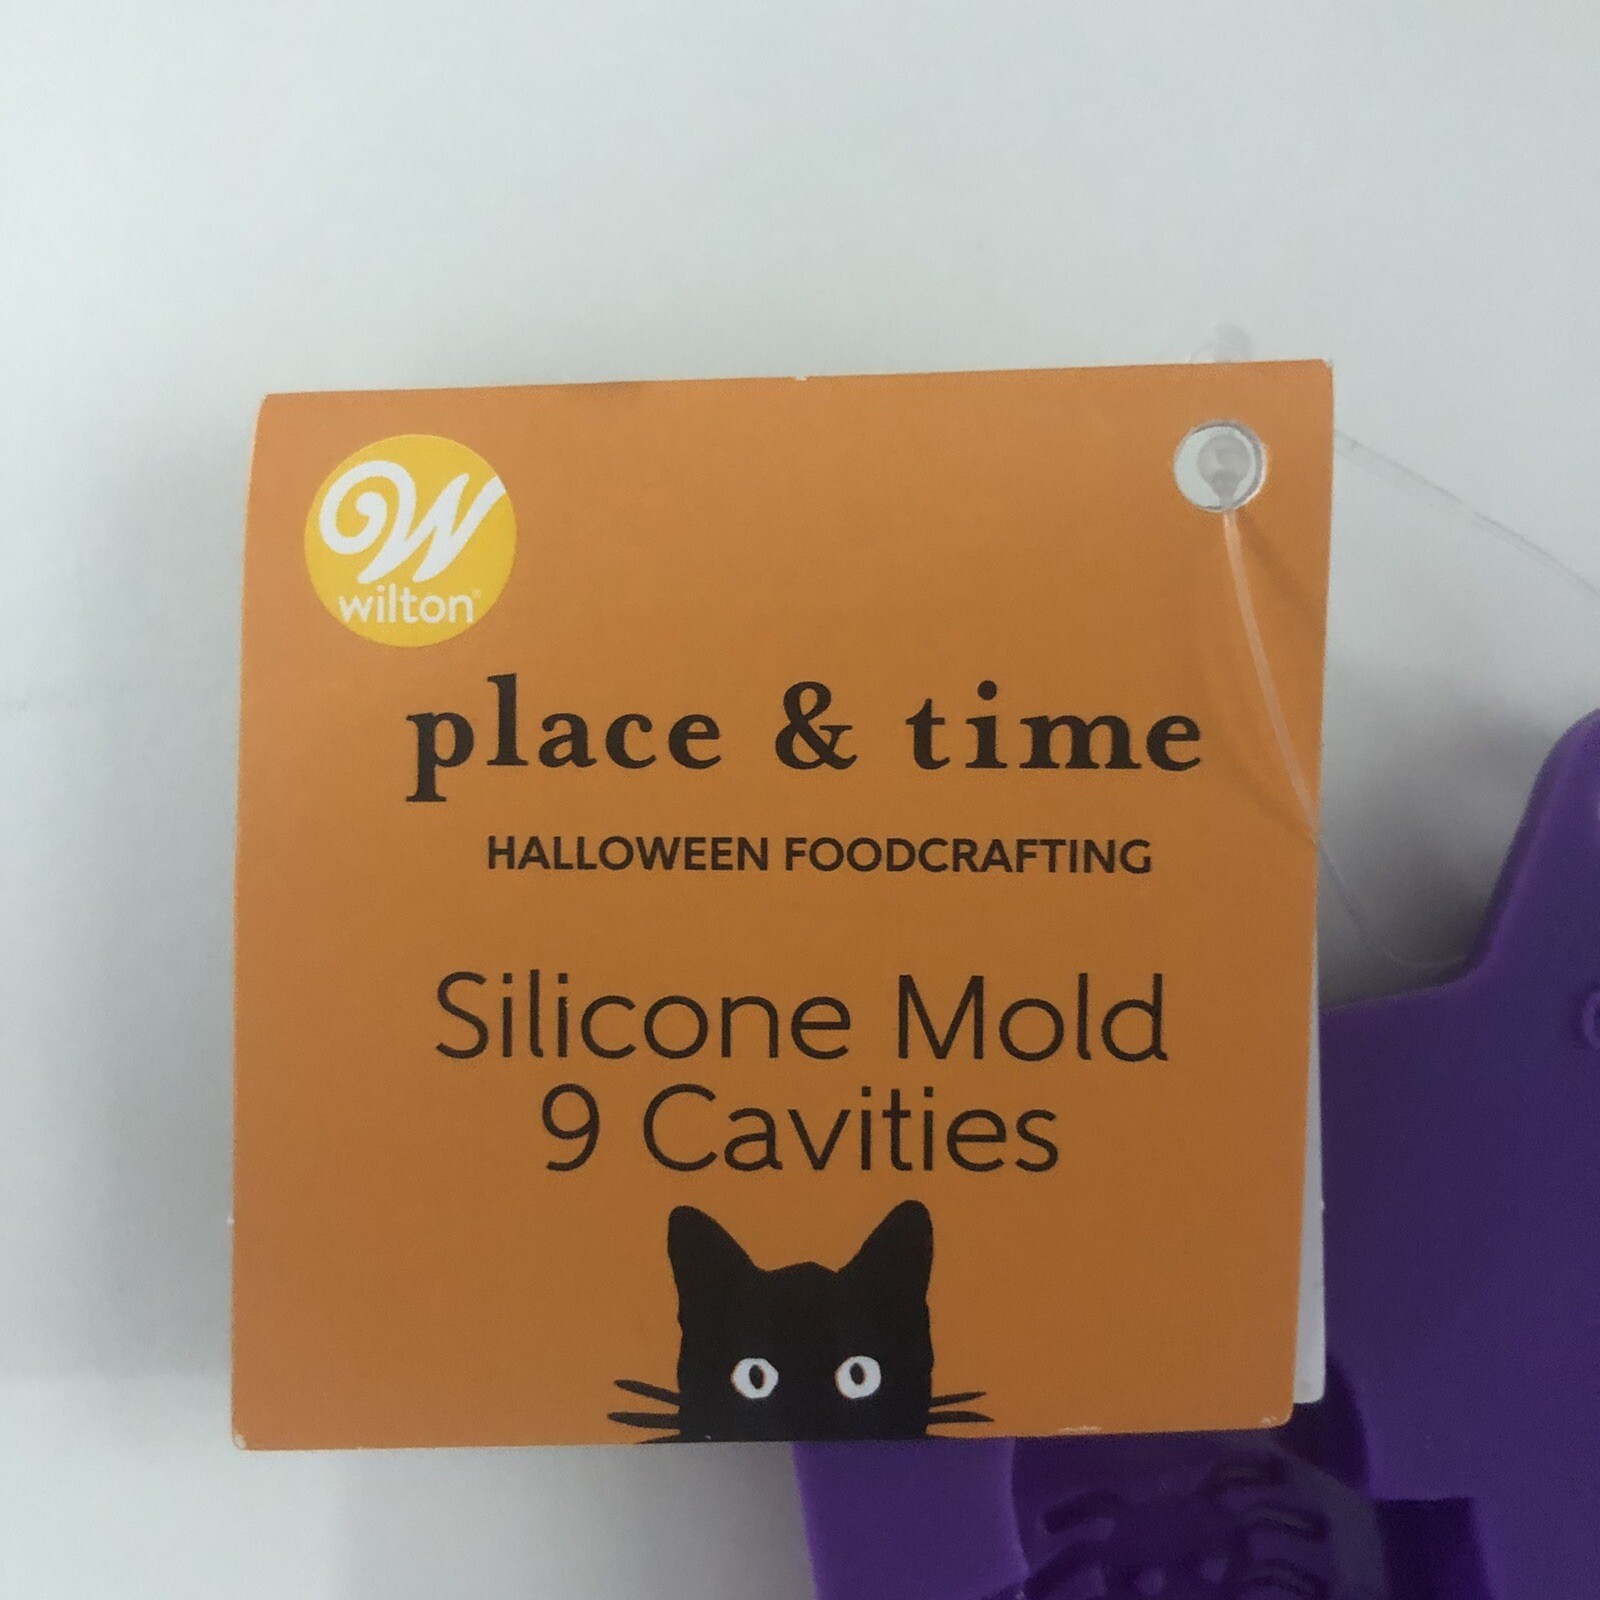 wilton®
place & time
HALLOWEEN FOODCRAFTING
Silicone Mold
9 Cavities